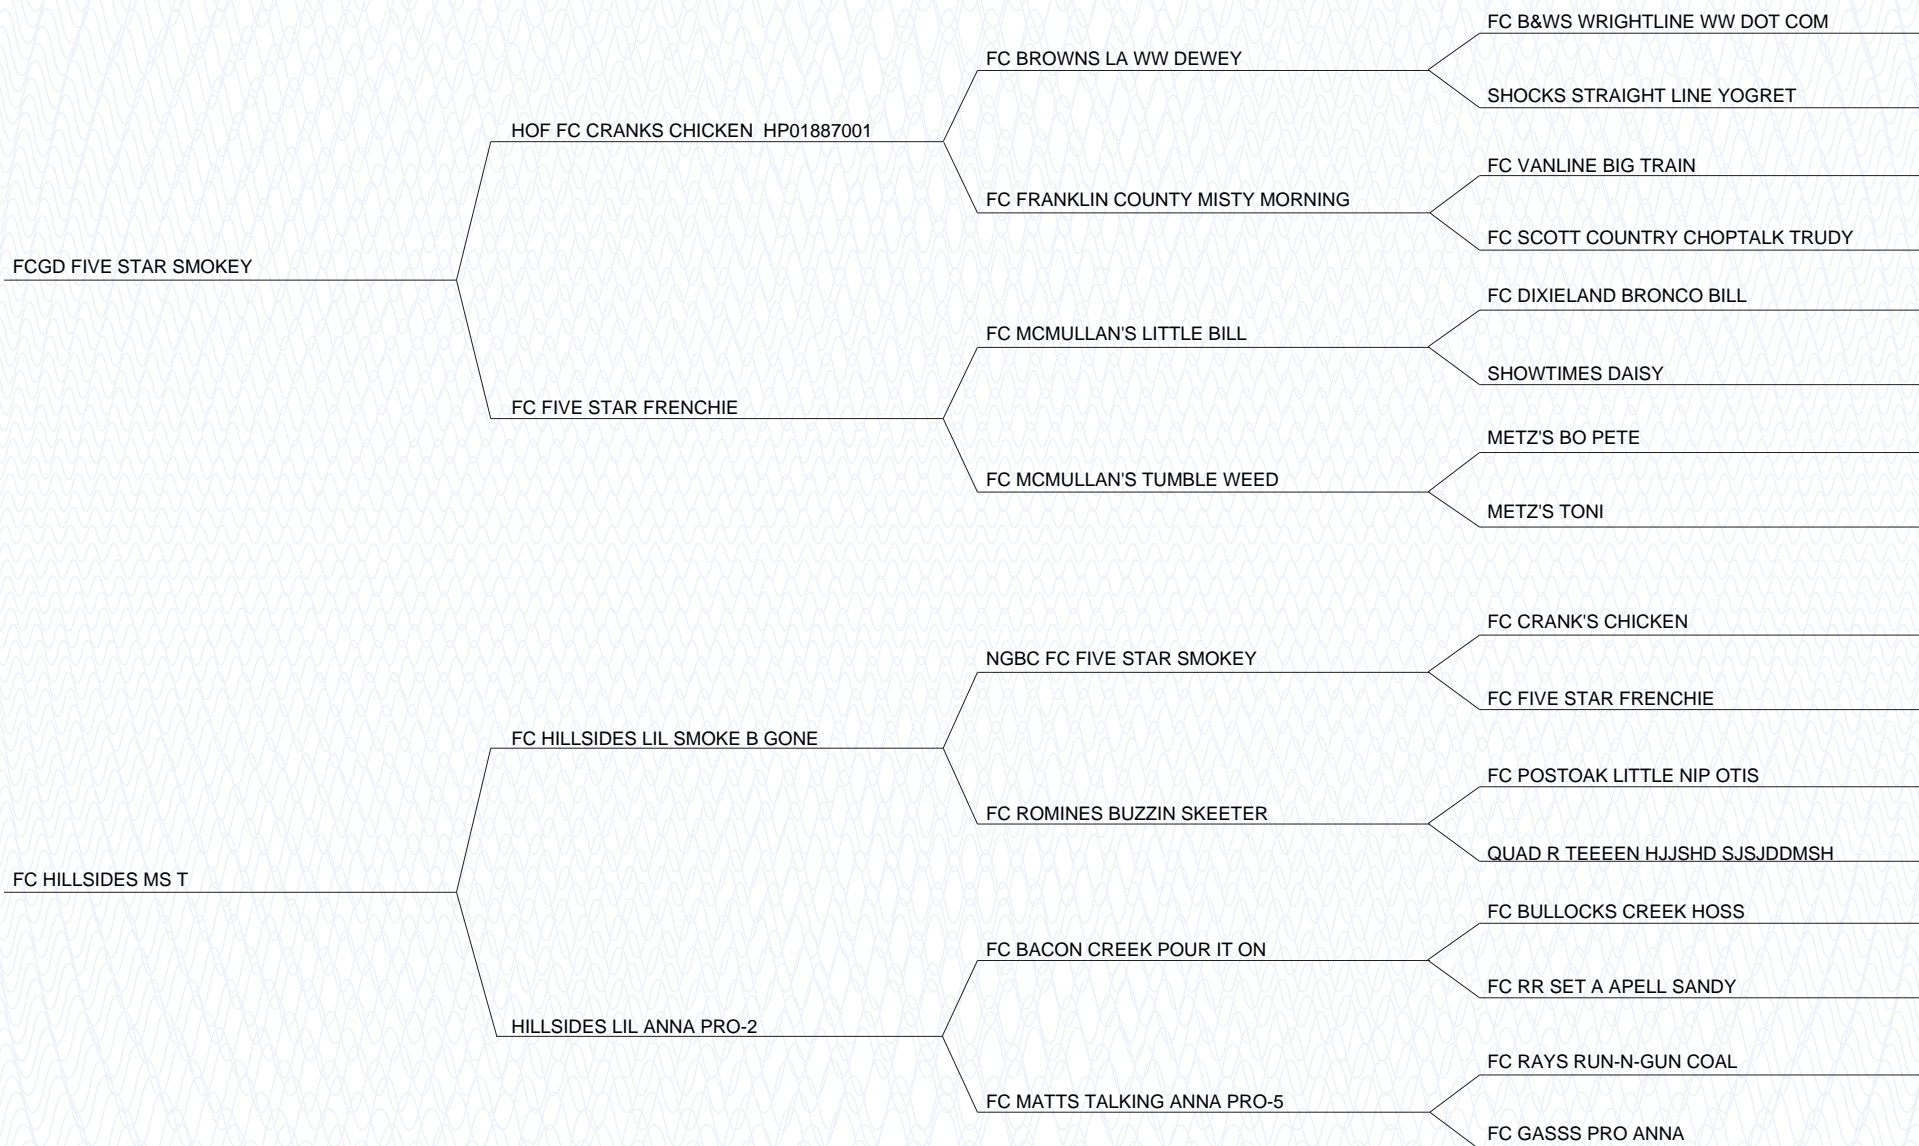 FC B&WS WRIGHTLINE WW DOT COM
FC BROWNS LA WW DEWEY
SHOCKS STRAIGHT LINE YOGRET
HOF FC CRANKS CHICKEN  HP01887001
FC VANLINE BIG TRAIN
FC FRANKLIN COUNTY MISTY MORNING
FC SCOTT COUNTRY CHOPTALK TRUDY
FCGD FIVE STAR SMOKEY
FC DIXIELAND BRONCO BILL
FC MCMULLAN'S LITTLE BILL
SHOWTIMES DAISY
FC FIVE STAR FRENCHIE
METZ'S BO PETE
FC MCMULLAN'S TUMBLE WEED
METZ'S TONI
FC CRANK'S CHICKEN
NGBC FC FIVE STAR SMOKEY
FC FIVE STAR FRENCHIE
FC HILLSIDES LIL SMOKE B GONE
FC POSTOAK LITTLE NIP OTIS
FC ROMINES BUZZIN SKEETER
QUAD R TEEEEN HJJSHD SJSJDDMSH
FC HILLSIDES MS T
FC BULLOCKS CREEK HOSS
FC BACON CREEK POUR IT ON
FC RR SET A APELL SANDY
HILLSIDES LIL ANNA PRO-2
FC RAYS RUN-N-GUN COAL
FC MATTS TALKING ANNA PRO-5
FC GASSS PRO ANNA